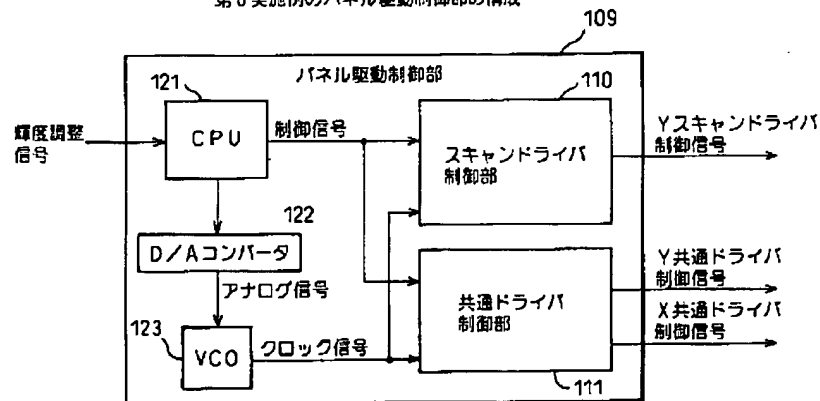 109
パネル駆動制御部
121
110
輝度調整
信号
CPU
制御信号
スキャンドライバ
制御部
Yスキャンドライバ
制御信号
122
D/Aコンバータ
アナログ信号
123
VCO
クロック信号
共通ドライバ
制御部
Y共通ドライバ
制御信号
X共通ドライバ
制御信号
111